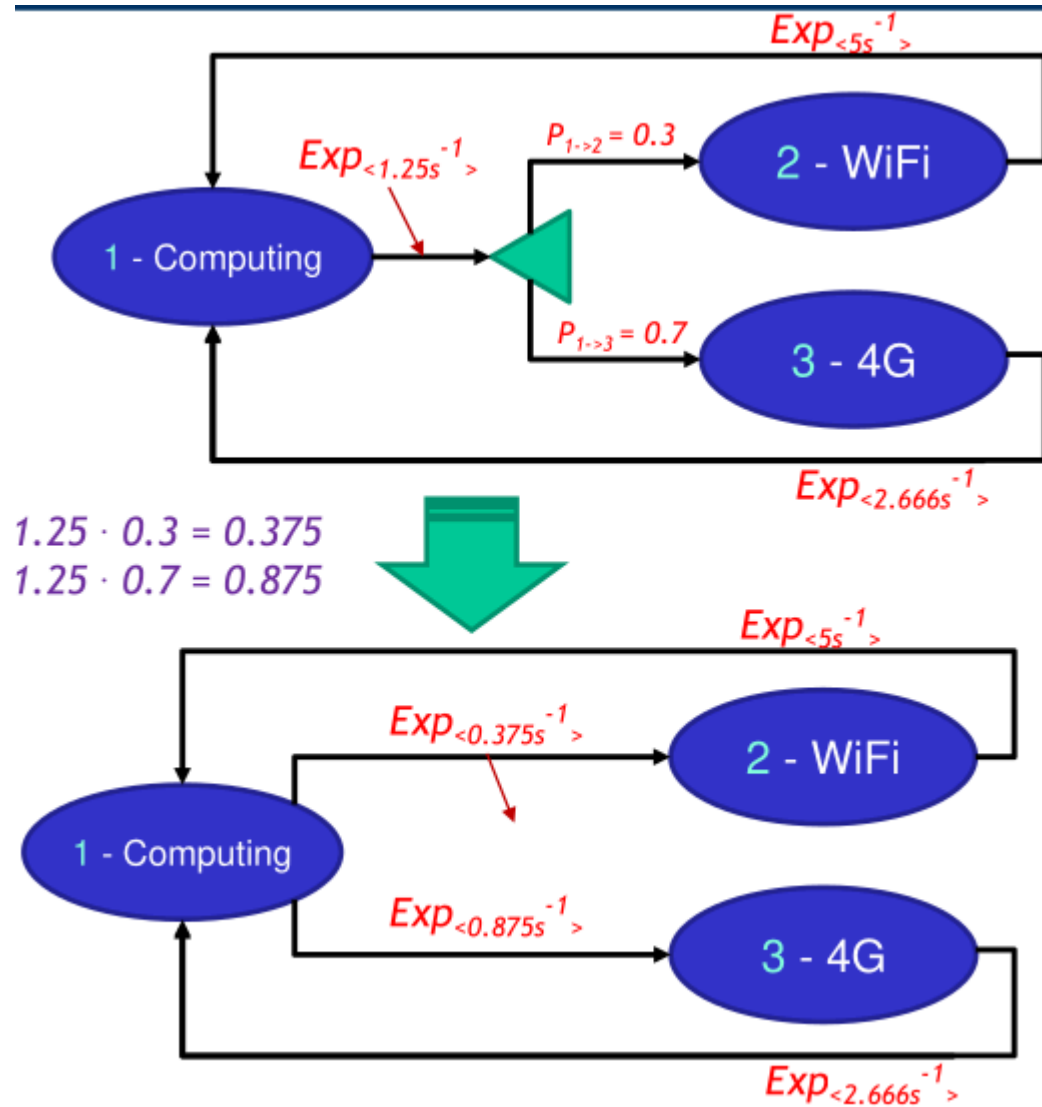 Exp<5s⁻¹>
P₁₋>₂ = 0.3
Exp<1.25s⁻¹>
2 - WiFi
1 - Computing
P₁₋>₃ = 0.7
3 - 4G
Exp<2.666s⁻¹>
1.25 · 0.3 = 0.375
1.25 · 0.7 = 0.875
Exp<5s⁻¹>
Exp<0.375s⁻¹>
2 - WiFi
1 - Computing
Exp<0.875s⁻¹>
3 - 4G
Exp<2.666s⁻¹>